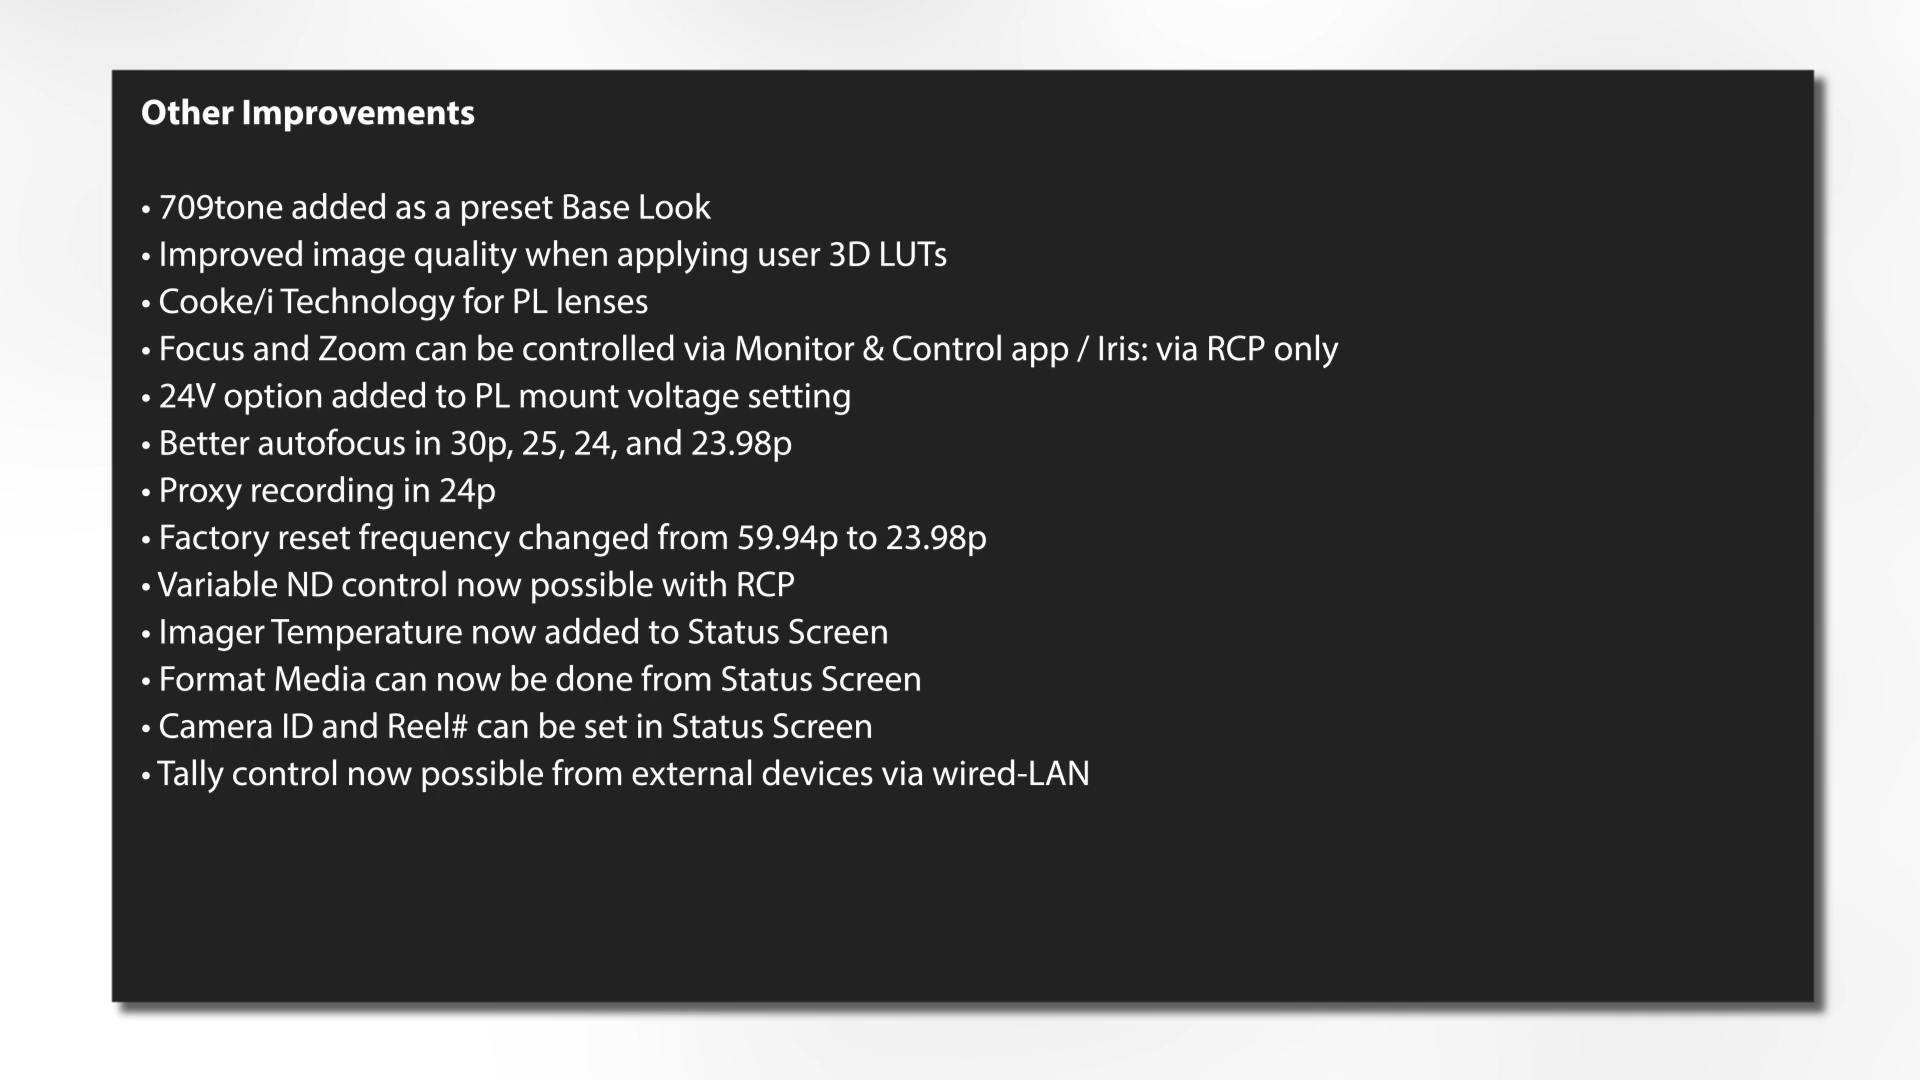 Other Improvements
• 709tone added as a preset Base Look
• Improved image quality when applying user 3D LUTs
• Cooke/i Technology for PL lenses
• Focus and Zoom can be controlled via Monitor & Control app / Iris: via RCP only
• 24V option added to PL mount voltage setting
• Better autofocus in 30p, 25, 24, and 23.98p
• Proxy recording in 24p
• Factory reset frequency changed from 59.94p to 23.98p
• Variable ND control now possible with RCP
• Imager Temperature now added to Status Screen
• Format Media can now be done from Status Screen
• Camera ID and Reel# can be set in Status Screen
• Tally control now possible from external devices via wired-LAN